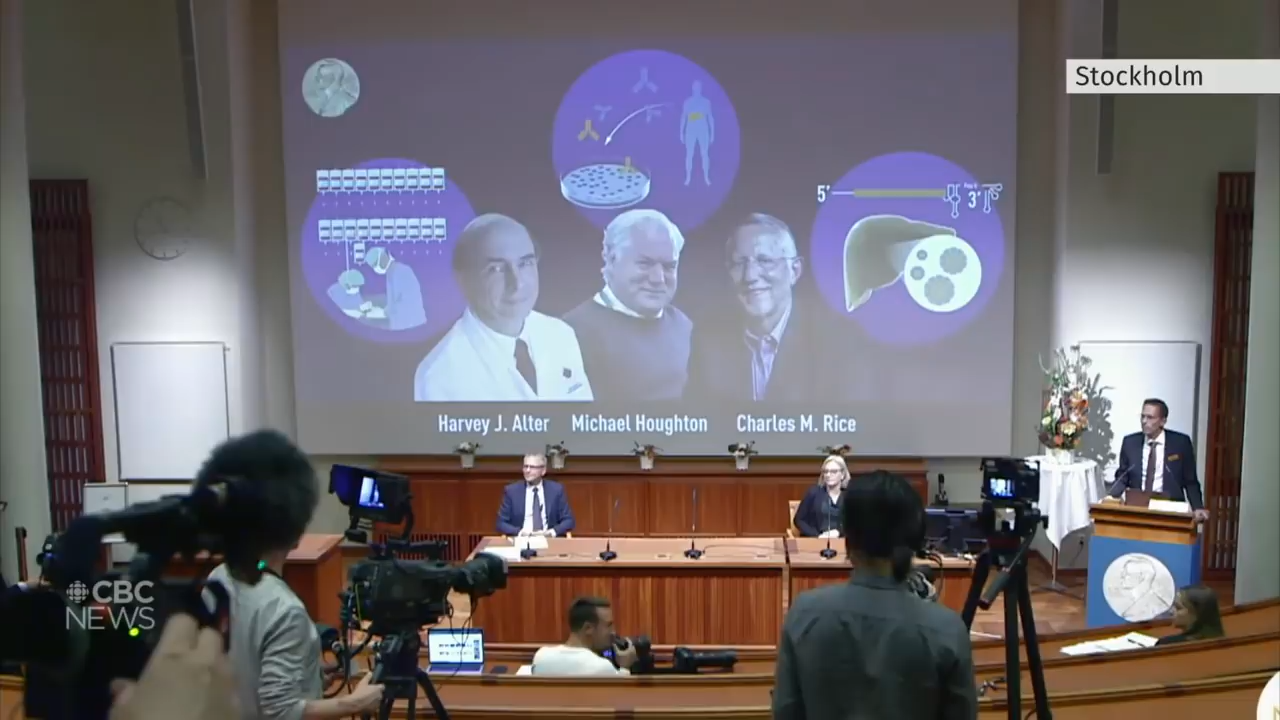 Stockholm
5'
3'
Harvey J. Alter
Michael Houghton
Charles M. Rice
CBC
NEWS